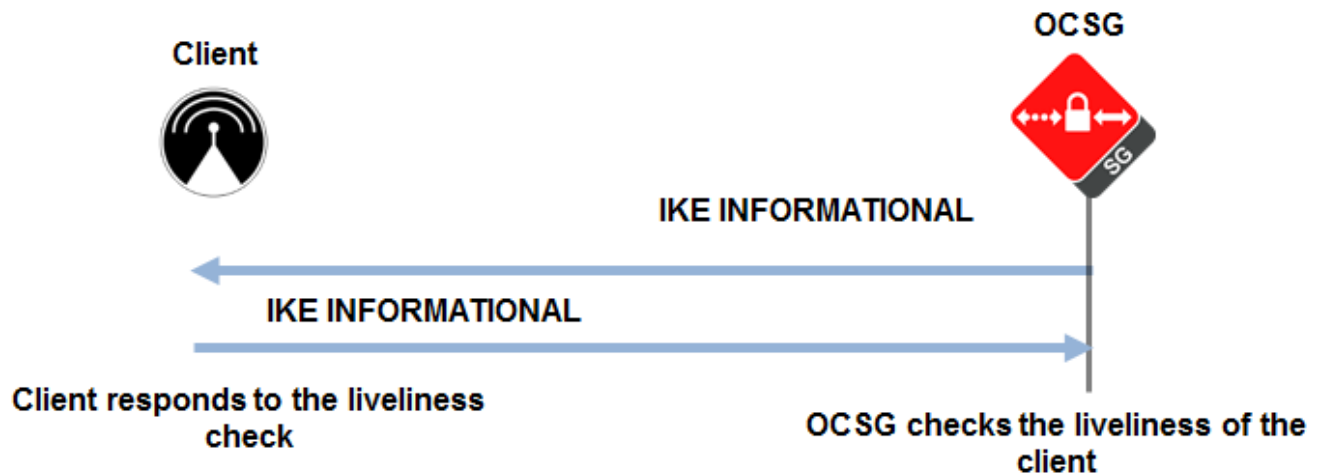 OCSG
Client
SG
IKE INFORMATIONAL
IKE INFORMATIONAL
Client responds to the liveliness
check
OCSG checks the liveliness of the
client